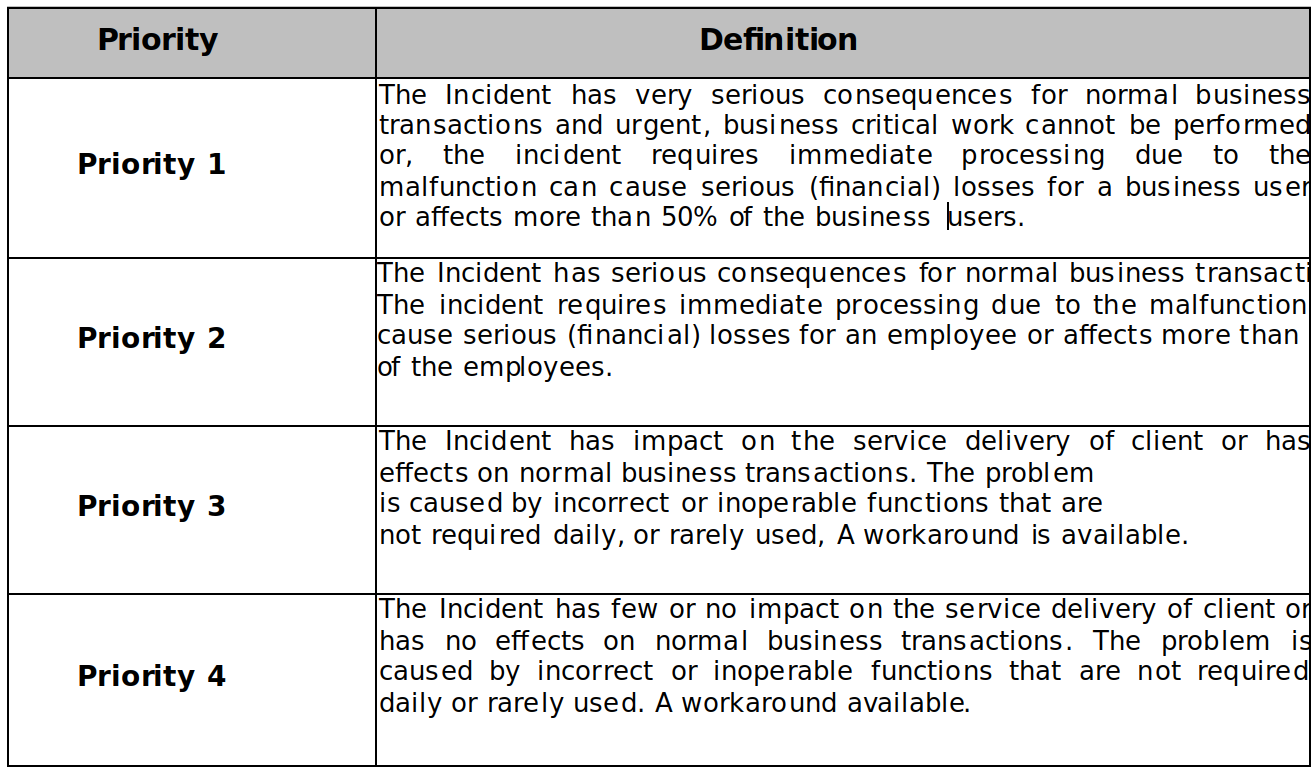 Priority Definition
Priority 1
The Incident has very serious consequences for normal business
transactions and urgent, business critical work cannot be performed
or, the incident requires immediate processing due to the
malfunction can cause serious (financial) losses for a business user
or affects more than 50% of the business users.
Priority 2
The Incident has serious consequences for normal business transacti
The incident requires immediate processing due to the malfunction
cause serious (financial) losses for an employee or affects more than
of the employees.
Priority 3
The Incident has impact on the service delivery of client or has
effects on normal business transactions. The problem
is caused by incorrect or inoperable functions that are
not required daily, or rarely used, A workaround is available.
Priority 4
The Incident has few or no impact on the service delivery of client or
has no effects on normal business transactions. The problem is
caused by incorrect or inoperable functions that are not required
daily or rarely used. A workaround available.